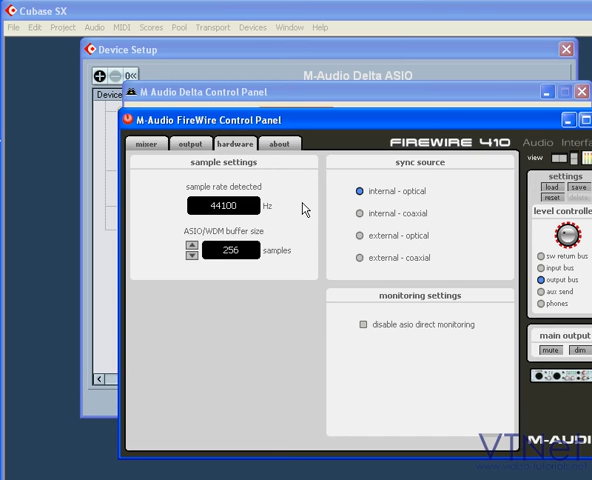 Cubase SX
File Edit Project Audio MIDI Scores Pool Transport Devices Window Help
Device Setup
M-Audio Delta ASIO
Device
M Audio Delta Control Panel
M-Audio FireWire Control Panel
mixer output hardware about
FIREWIRE 410 Audio Interfa
view
sample settings
sample rate detected
44100 Hz
ASIO/WDM buffer size
256 samples
sync source
internal - optical
internal - coaxial
external - optical
external - coaxial
monitoring settings
disable asio direct monitoring
settings
load save
reset delete
level controlle
sw return bus
input bus
output bus
aux send
phones
main output
mute dim
M-AUDI
VTNet